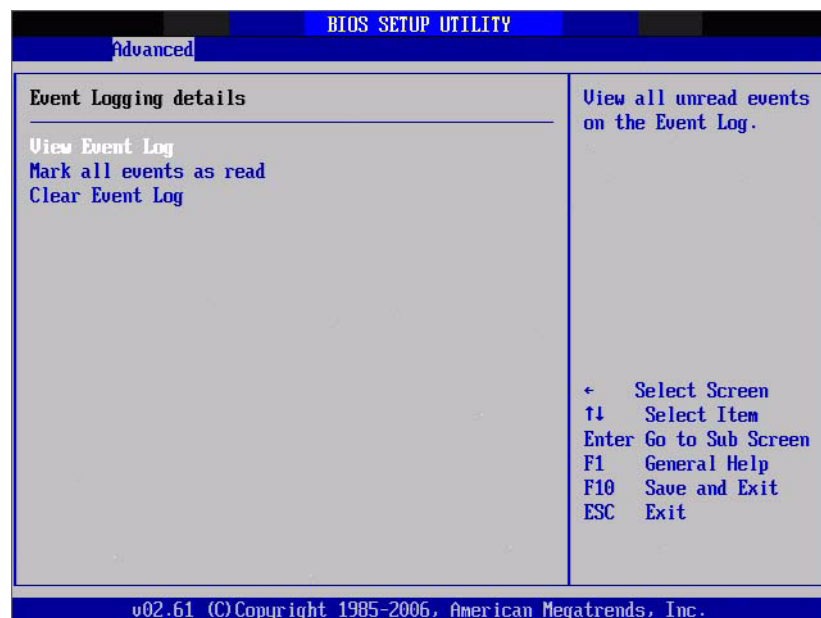 BIOS SETUP UTILITY
Advanced
Event Logging details
View Event Log
Mark all events as read
Clear Event Log
View all unread events
on the Event Log.
← Select Screen
↑↓ Select Item
Enter Go to Sub Screen
F1 General Help
F10 Save and Exit
ESC Exit
v02.61 (C)Copyright 1985-2006, American Megatrends, Inc.